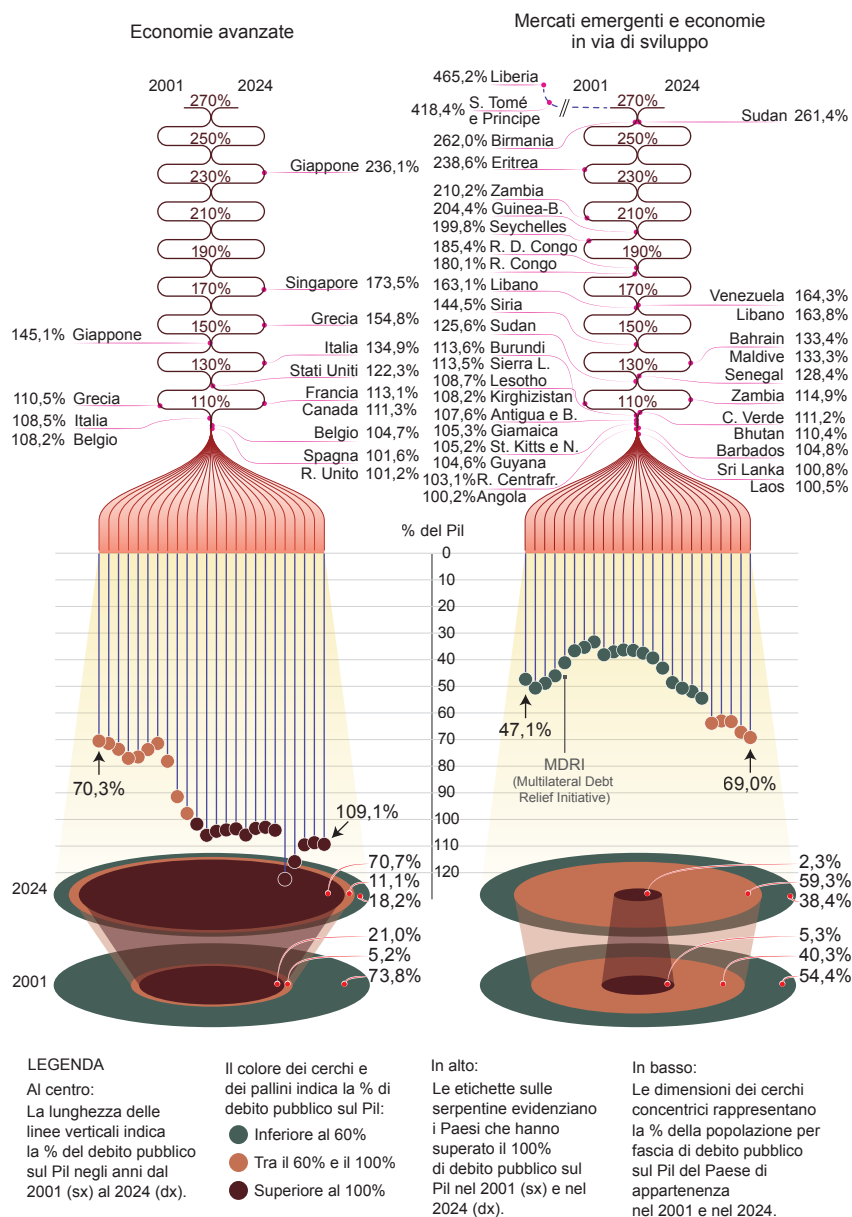 Economie avanzate
Mercati emergenti e economie
in via di sviluppo
2001
2024
270%
250%
230%
210%
190%
170%
150%
130%
110%
Giappone 236,1%
Singapore 173,5%
Grecia 154,8%
145,1% Giappone
Italia 134,9%
Stati Uniti 122,3%
Francia 113,1%
Canada 111,3%
110,5% Grecia
108,5% Italia
108,2% Belgio
Belgio 104,7%
Spagna 101,6%
R. Unito 101,2%
2001
2024
270%
250%
230%
210%
190%
170%
150%
130%
110%
465,2% Liberia
418,4% S. Tomé
e Principe
262,0% Birmania
238,6% Eritrea
210,2% Zambia
204,4% Guinea-B.
199,8% Seychelles
185,4% R. D. Congo
180,1% R. Congo
163,1% Libano
144,5% Siria
125,6% Sudan
113,6% Burundi
113,5% Sierra L.
108,7% Lesotho
108,2% Kirghizistan
107,6% Antigua e B.
105,3% Giamaica
105,2% St. Kitts e N.
104,6% Guyana
103,1% R. Centrafr.
100,2% Angola
Sudan 261,4%
Venezuela 164,3%
Libano 163,8%
Bahrain 133,4%
Maldive 133,3%
Senegal 128,4%
Zambia 114,9%
C. Verde 111,2%
Bhutan 110,4%
Barbados 104,8%
Sri Lanka 100,8%
Laos 100,5%
% del Pil
0
10
20
30
40
50
60
70
80
90
100
110
120
70,3%
109,1%
47,1%
MDRI
(Multilateral Debt
Relief Initiative)
69,0%
2024
70,7%
11,1%
18,2%
2001
21,0%
5,2%
73,8%
2,3%
59,3%
38,4%
5,3%
40,3%
54,4%
LEGENDA
Al centro:
La lunghezza delle
linee verticali indica
la % del debito pubblico
sul Pil negli anni dal
2001 (sx) al 2024 (dx).
Il colore dei cerchi e
dei pallini indica la % di
debito pubblico sul Pil:
Inferiore al 60%
Tra il 60% e il 100%
Superiore al 100%
In alto:
Le etichette sulle
serpentine evidenziano
i Paesi che hanno
superato il 100%
di debito pubblico sul
Pil nel 2001 (sx) e nel
2024 (dx).
In basso:
Le dimensioni dei cerchi
concentrici rappresentano
la % della popolazione per
fascia di debito pubblico
sul Pil del Paese di
appartenenza
nel 2001 e nel 2024.